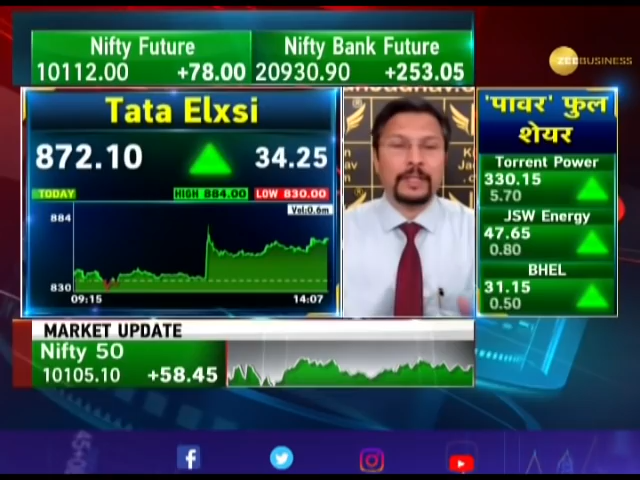 Nifty Future
10112.00 +78.00
Nifty Bank Future
20930.90 +253.05
ZEE BUSINESS
Tata Elxsi
872.10 34.25
TODAY HIGH 884.00 LOW 830.00
Vol:0.6m
884
830
09:15 14:07
'पावर' फुल
शेयर
Torrent Power
330.15
5.70
JSW Energy
47.65
0.80
BHEL
31.15
0.50
MARKET UPDATE
Nifty 50
10105.10 +58.45